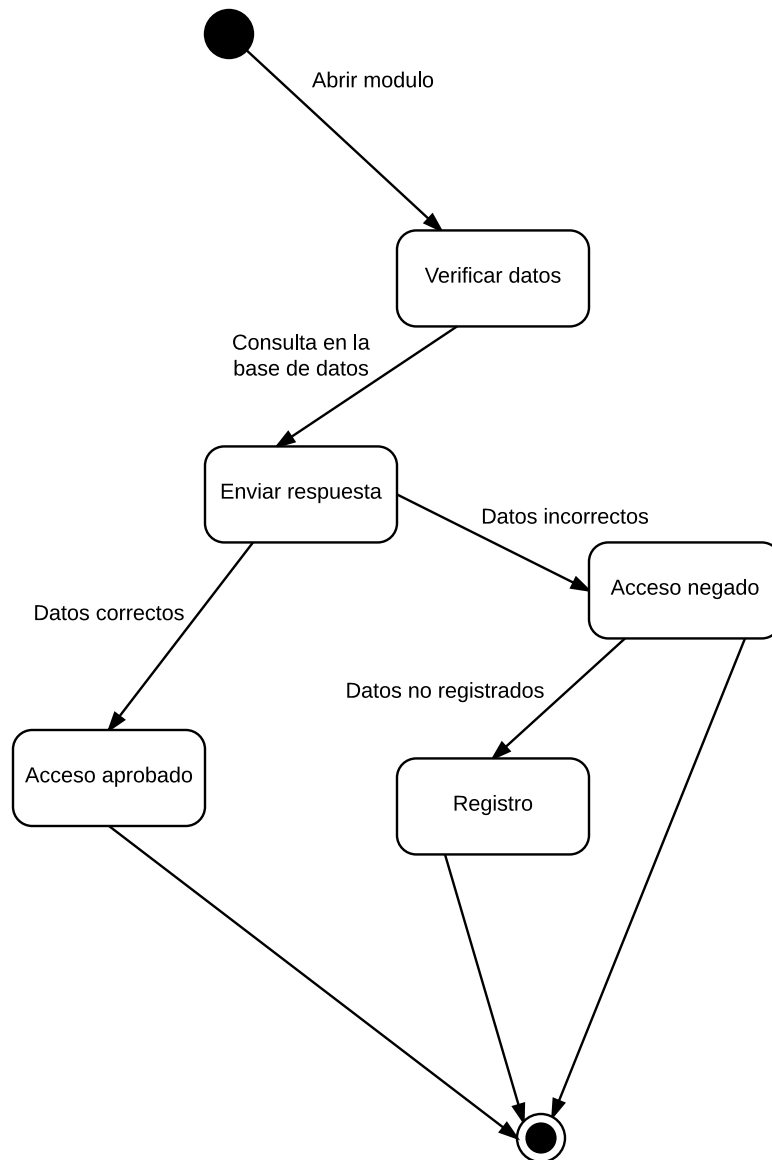 Abrir modulo
Verificar datos
Consulta en la
base de datos
Enviar respuesta
Datos incorrectos
Acceso negado
Datos correctos
Datos no registrados
Acceso aprobado
Registro